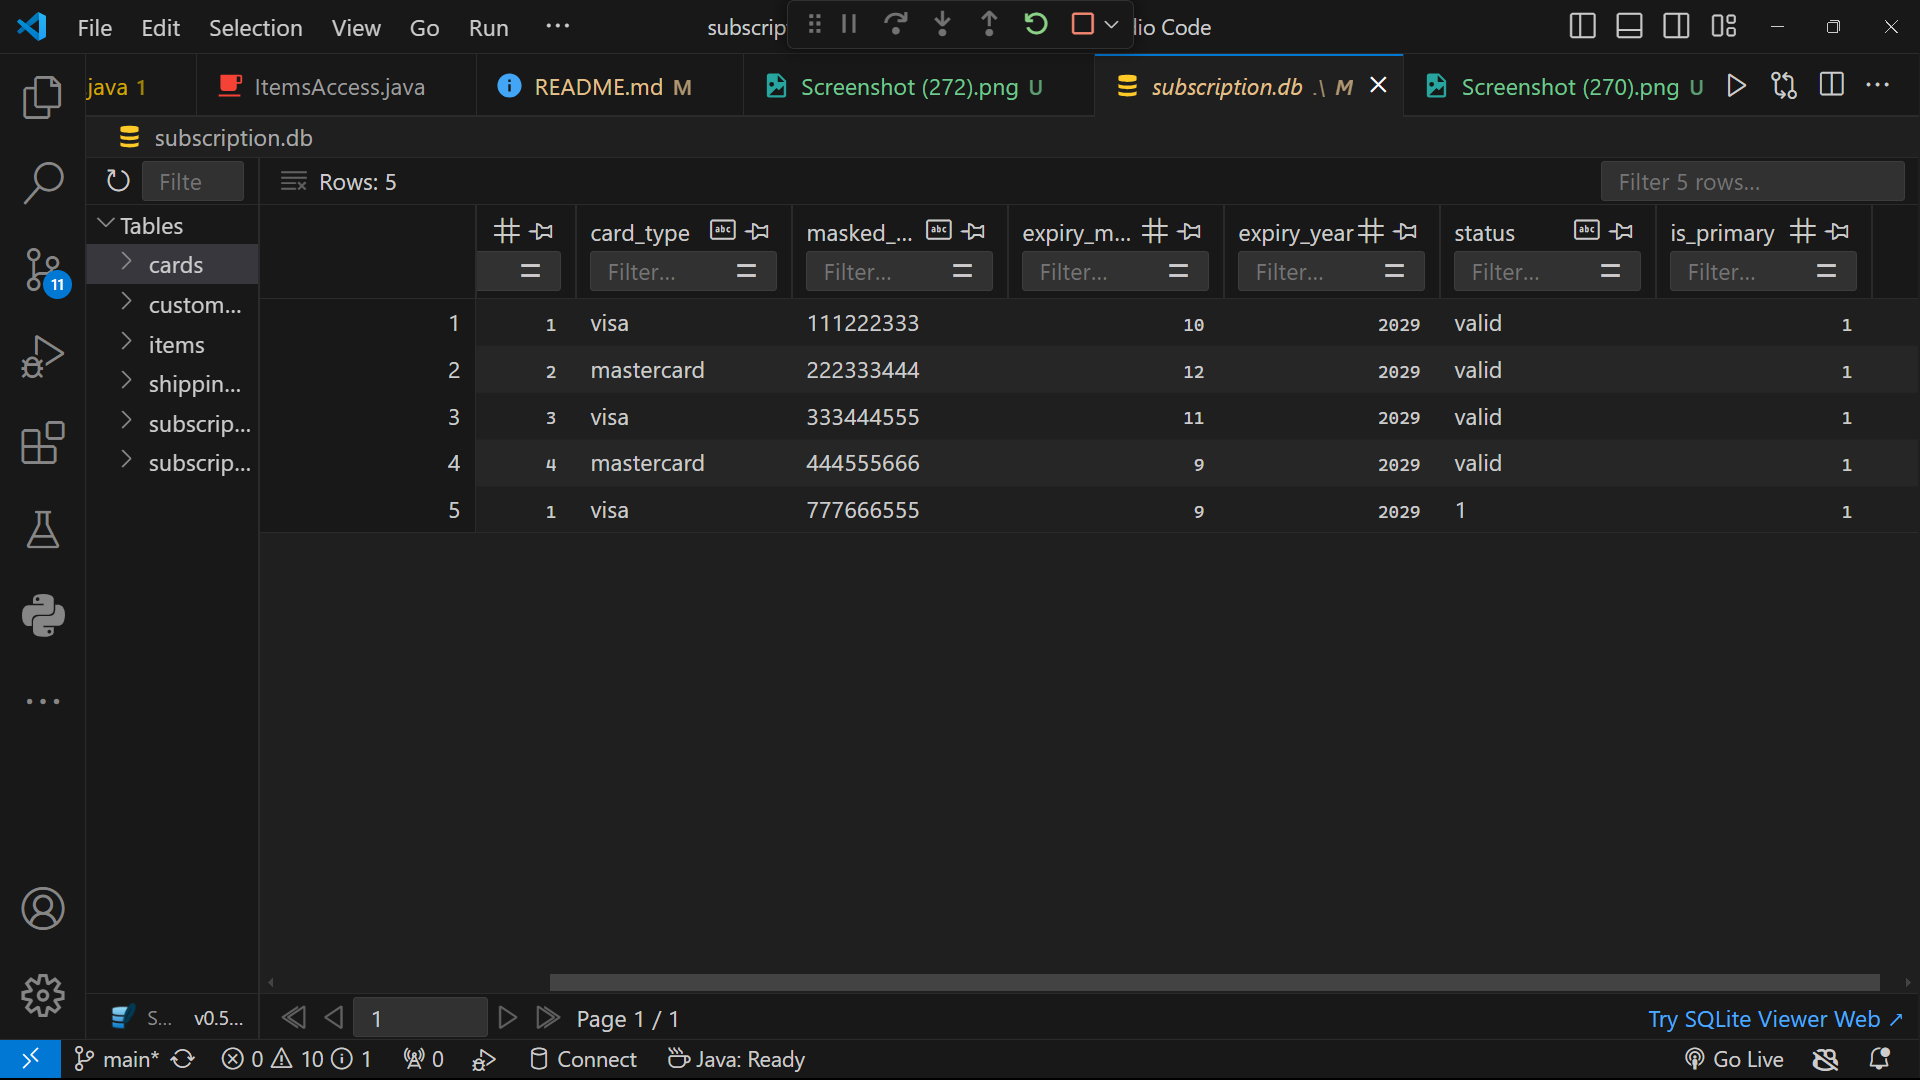 File Edit Selection View Go Run ···
subscrip
lio Code
java 1
ItemsAccess.java
README.md M
Screenshot (272).png U
subscription.db .\ M
Screenshot (270).png U
subscription.db
Filte
Rows: 5
Filter 5 rows...
Tables
cards
custom...
items
shippin...
subscrip...
subscrip...
card_type masked_... expiry_m... expiry_year status is_primary
Filter... Filter... Filter... Filter... Filter... Filter...
1 1 visa 111222333 10 2029 valid 1
2 2 mastercard 222333444 12 2029 valid 1
3 3 visa 333444555 11 2029 valid 1
4 4 mastercard 444555666 9 2029 valid 1
5 1 visa 777666555 9 2029 1 1
11
S... v0.5...
1
Page 1 / 1
Try SQLite Viewer Web ↗
main* 0 10 1 0 Connect Java: Ready
Go Live